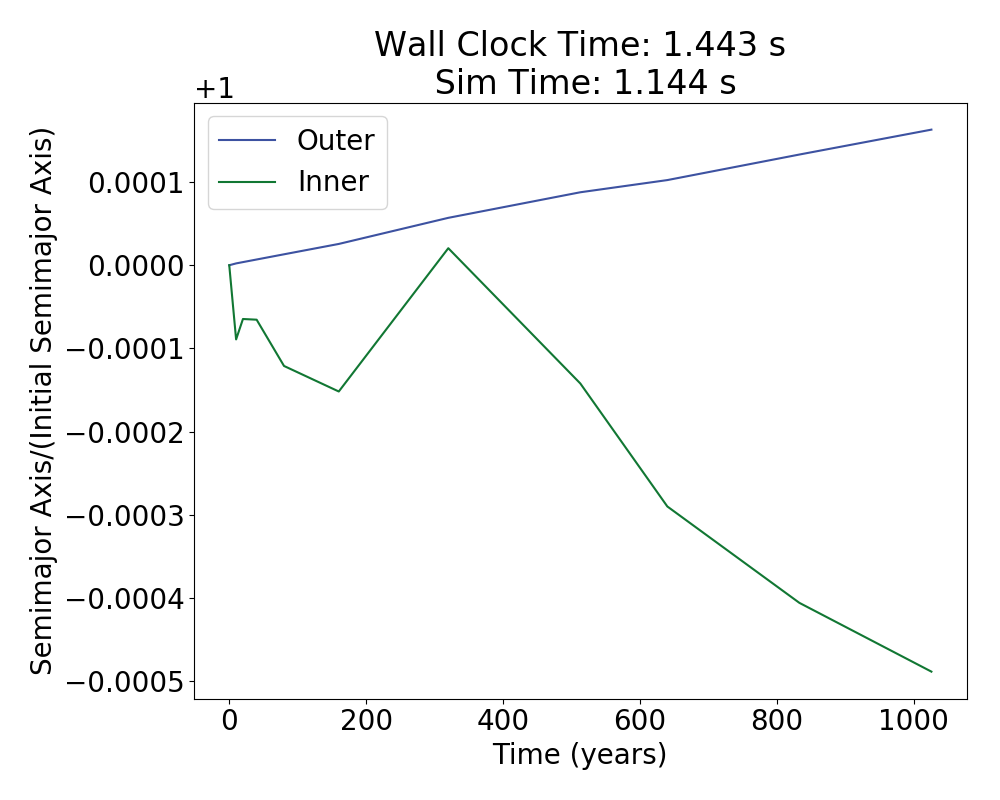 Wall Clock Time: 1.443 s
Sim Time: 1.144 s
+1
Outer
Inner
Semimajor Axis/(Initial Semimajor Axis)
0.0001
0.0000
−0.0001
−0.0002
−0.0003
−0.0004
−0.0005
0 200 400 600 800 1000
Time (years)